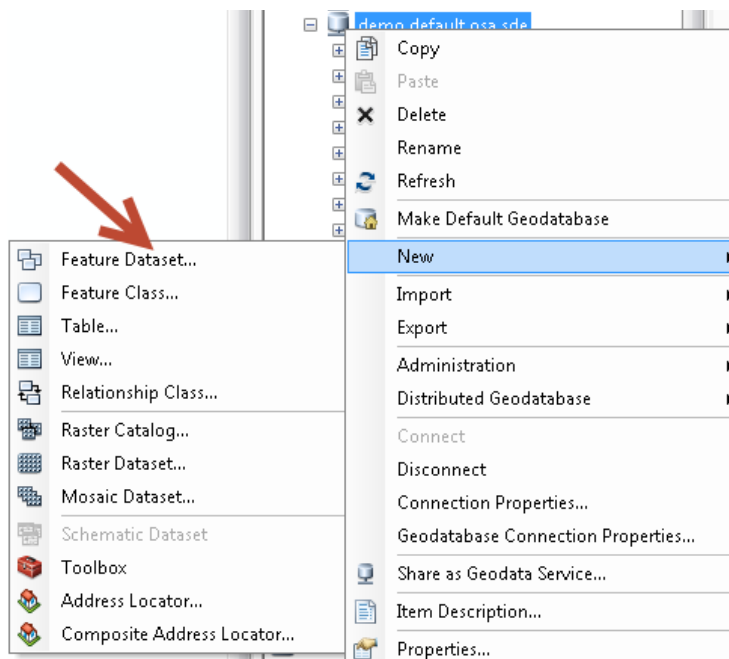 demo default osa.sde
Copy
Paste
Delete
Rename
Refresh
Make Default Geodatabase
New
Import
Export
Administration
Distributed Geodatabase
Connect
Disconnect
Connection Properties...
Geodatabase Connection Properties...
Share as Geodata Service...
Item Description...
Properties...
Feature Dataset...
Feature Class...
Table...
View...
Relationship Class...
Raster Catalog...
Raster Dataset...
Mosaic Dataset...
Schematic Dataset
Toolbox
Address Locator...
Composite Address Locator...